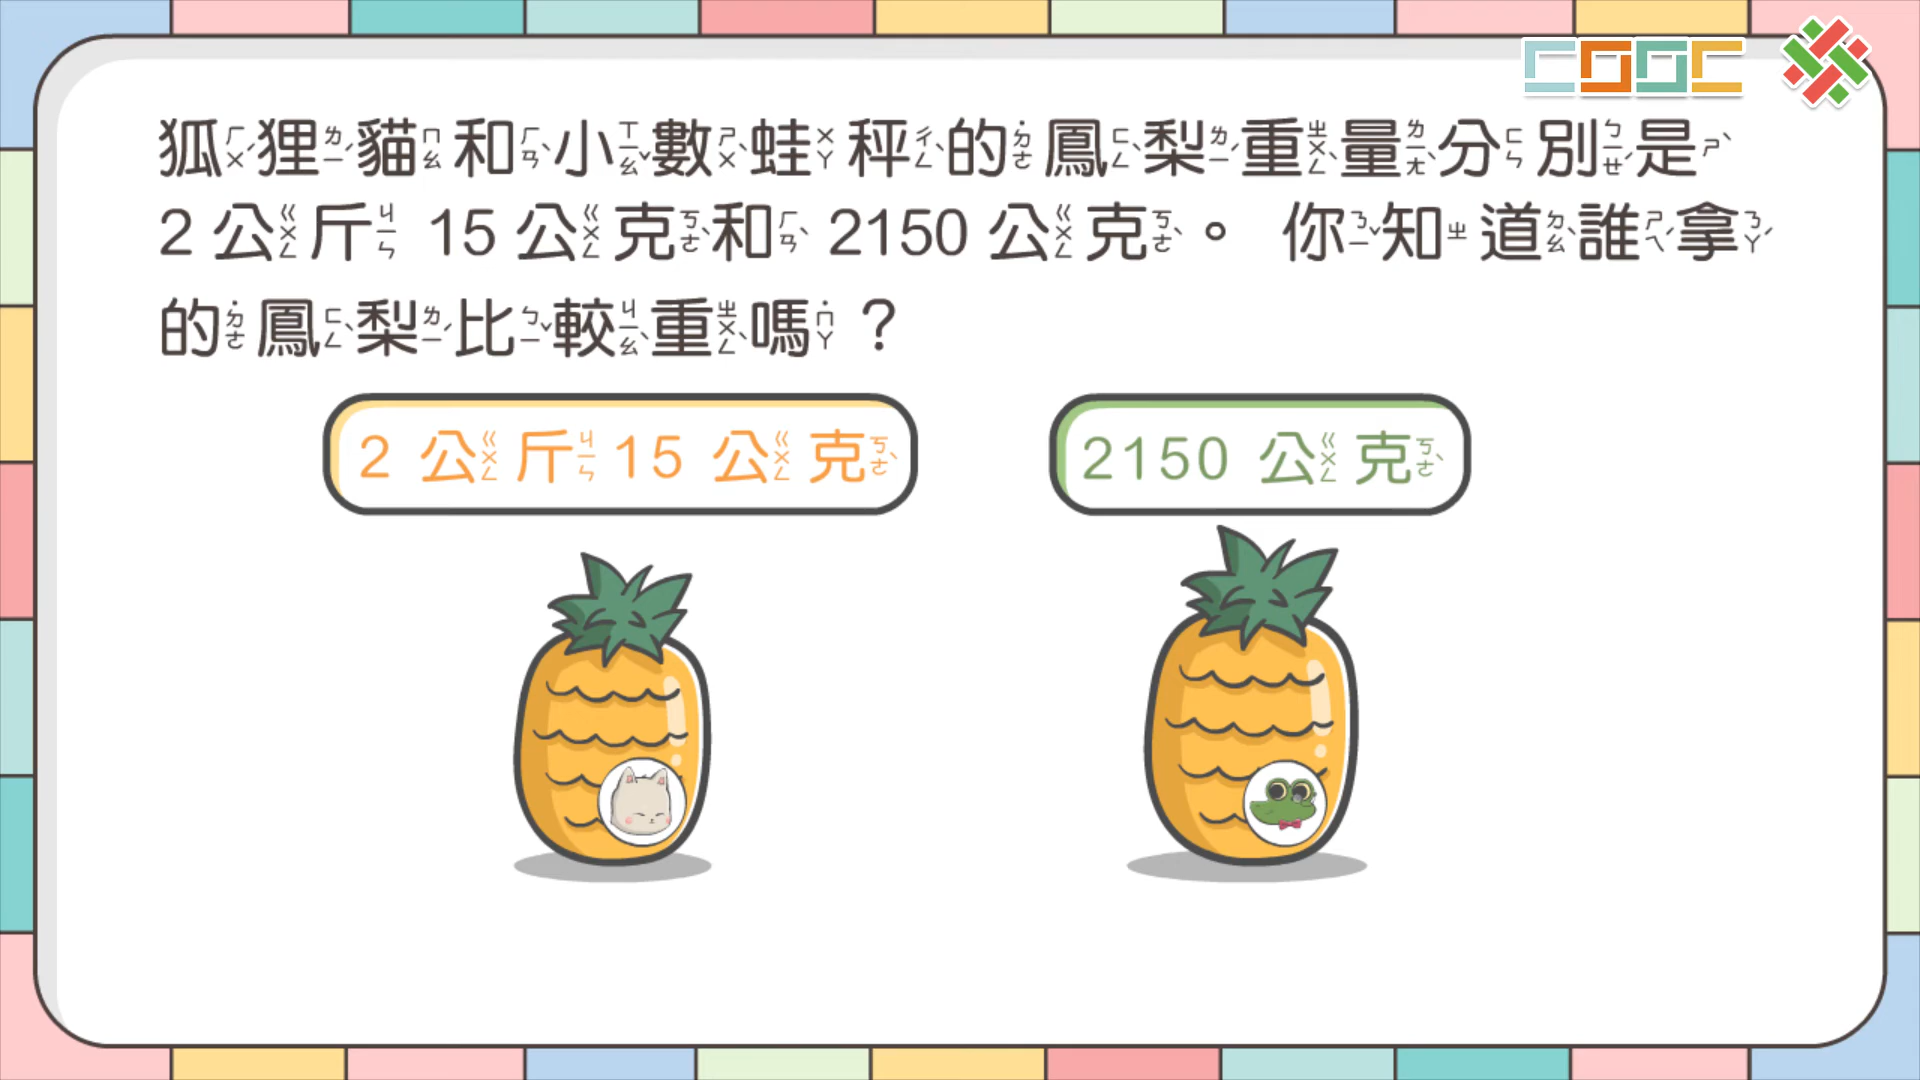 COOC
狐狸貓和小數蛙秤的鳳梨重量分別是
2 公斤 15 公克和 2150 公克。 你知道誰拿
的鳳梨比較重嗎？
2 公斤 15 公克
2150 公克